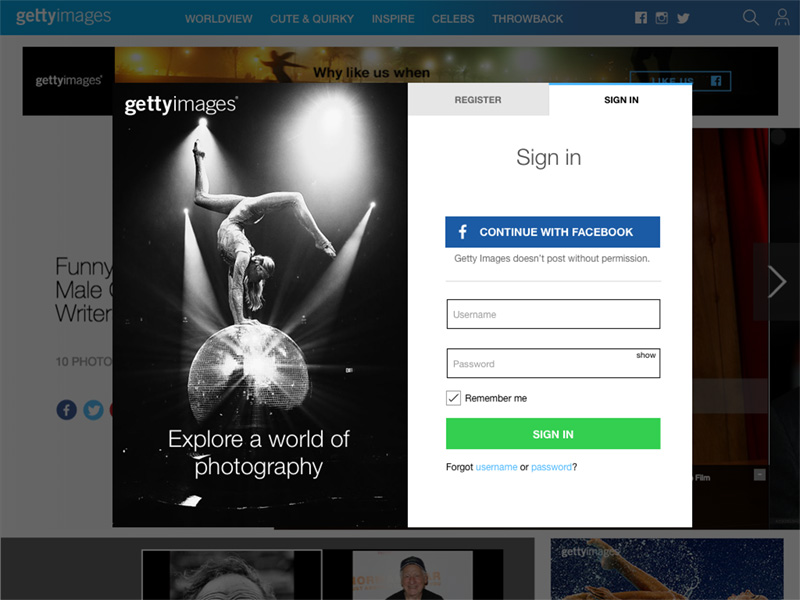 gettyimages
WORLDVIEW CUTE & QUIRKY INSPIRE CELEBS THROWBACK
gettyimages
Why like us when
LIKE US
gettyimages
REGISTER
SIGN IN
Sign in
CONTINUE WITH FACEBOOK
Getty Images doesn't post without permission.
Username
show
Password
Remember me
SIGN IN
Forgot username or password?
Explore a world of
photography
Funny
Male
Writer
10 PHOTO
Film
gettyimages